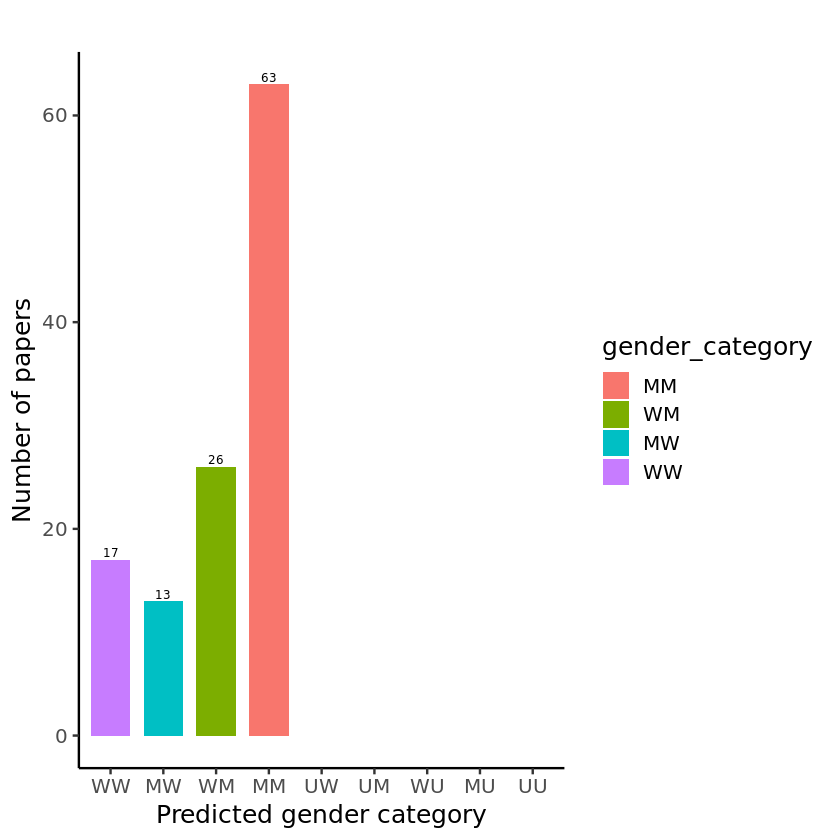 63
60
Number of papers
40
gender_category
MM
WM
MW
WW
26
20
17
13
0
WW MW WM MM UW UM WU MU UU
Predicted gender category